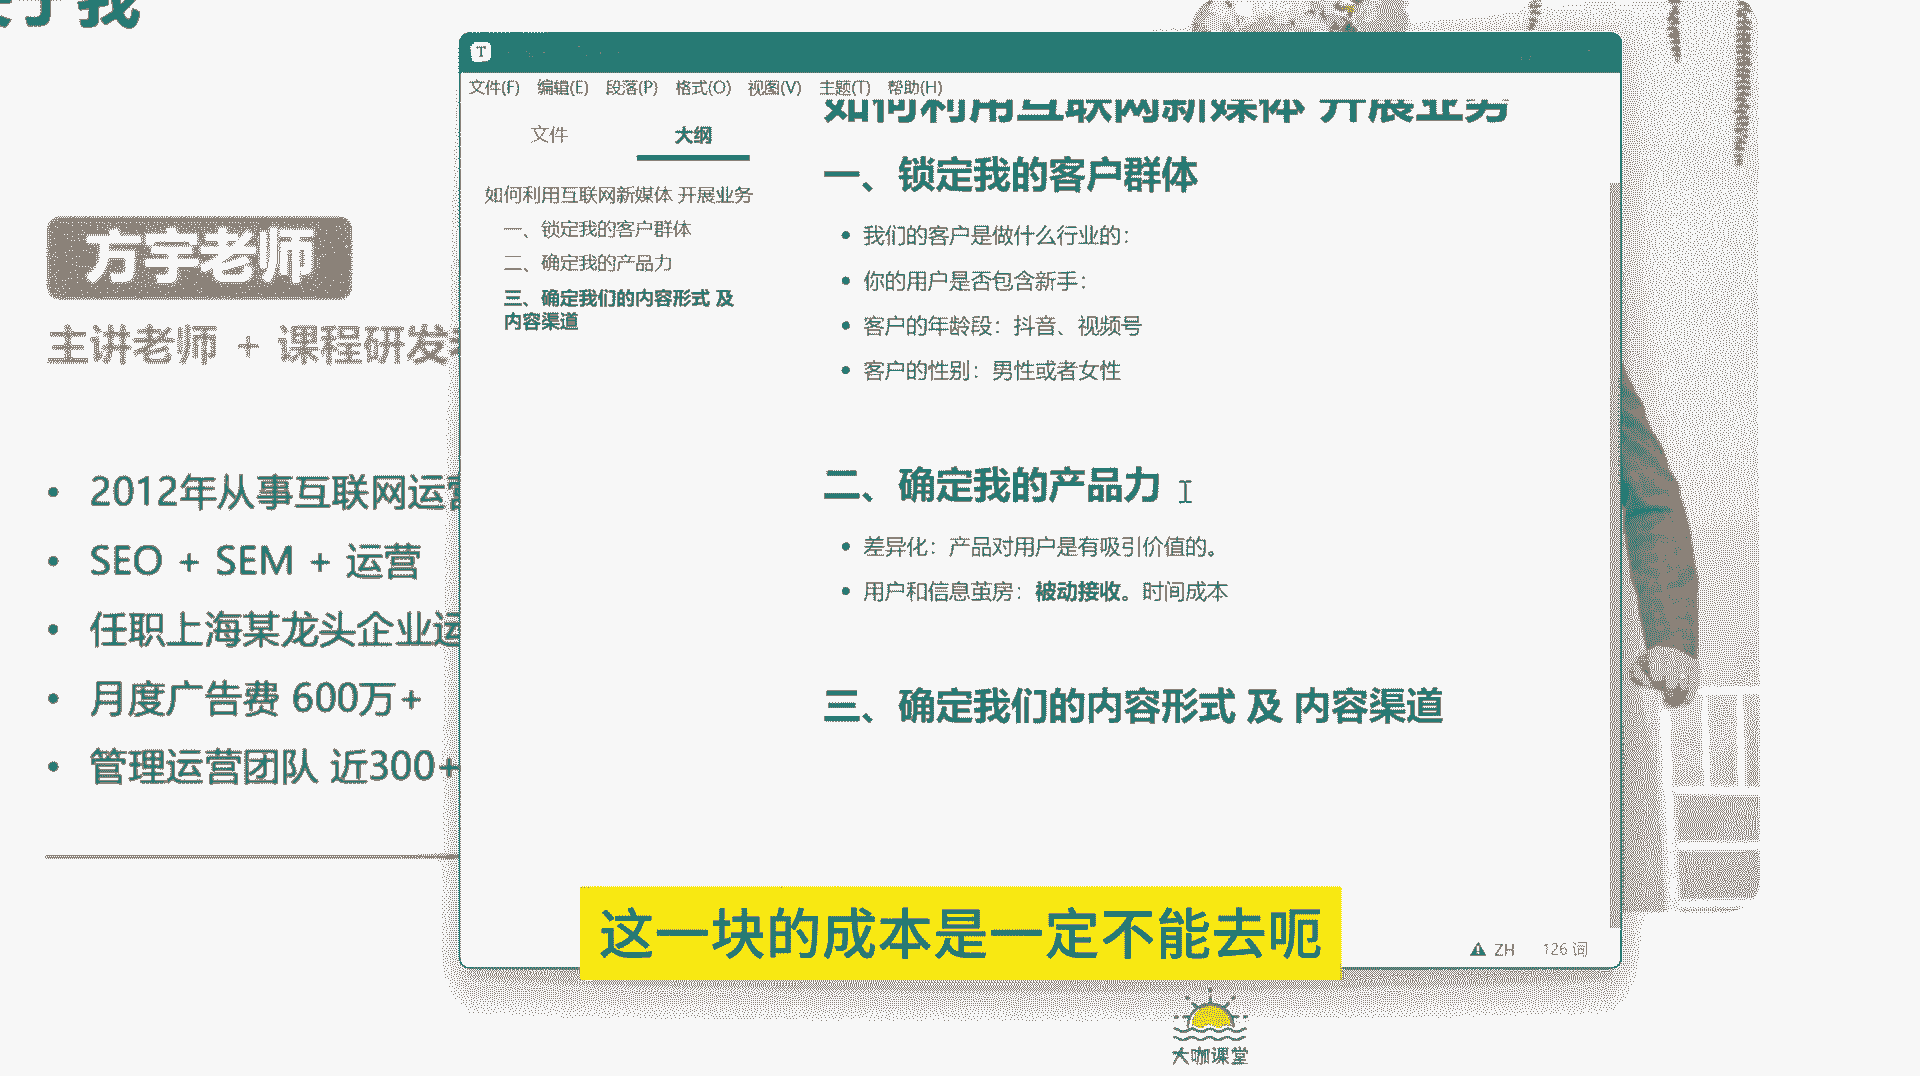 于我
方宇老师
主讲老师 + 课程研发
2012年从事互联网运营
SEO + SEM + 运营
任职上海某龙头企业运
月度广告费 600万+
管理运营团队 近300+
T
文件(F) 编辑(E) 段落(P) 格式(O) 视图(V) 主题(T) 帮助(H)
文件 大纲
如何利用互联网新媒体 开展业务
一、锁定我的客户群体
二、确定我的产品力
三、确定我们的内容形式 及
内容渠道
如何利用互联网新媒体 开展业务
一、锁定我的客户群体
我们的客户是做什么行业的：
你的用户是否包含新手：
客户的年龄段：抖音、视频号
客户的性别：男性或者女性
二、确定我的产品力
差异化：产品对用户是有吸引价值的。
用户和信息茧房：被动接收。时间成本
三、确定我们的内容形式 及 内容渠道
ZH 126 词
这一块的成本是一定不能去呃
大咖课堂